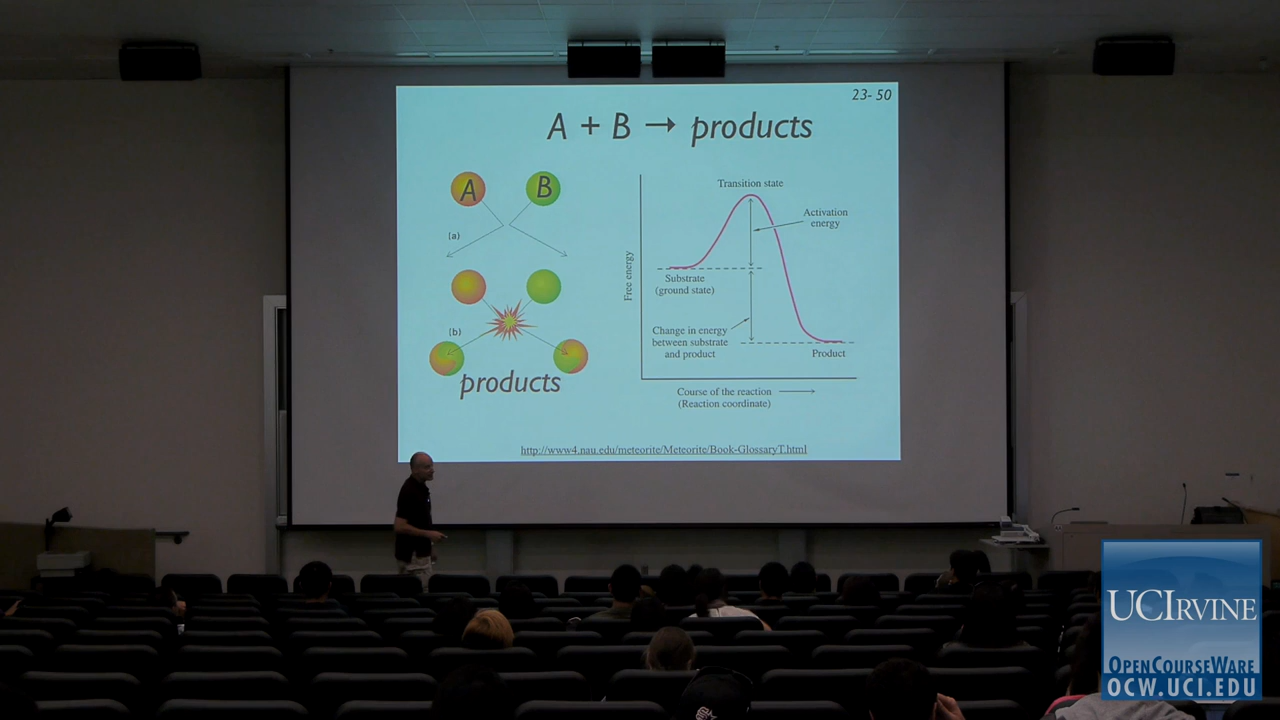 23- 50
A + B → products
A
B
(a)
(b)
products
Transition state
Activation
energy
Free energy
Substrate
(ground state)
Change in energy
between substrate
and product
Product
Course of the reaction
(Reaction coordinate)
http://www4.nau.edu/meteorite/Meteorite/Book-GlossaryT.html
UCIRVINE
OPENCOURSEWARE
OCW.UCI.EDU